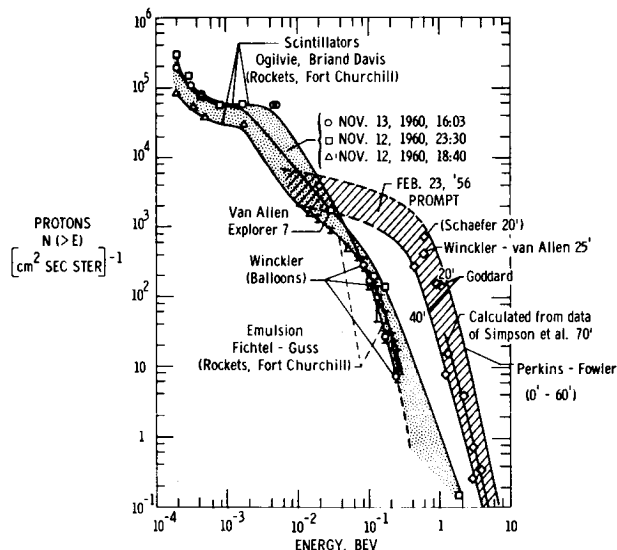 10^6
10^5
10^4
10^3
10^2
10
1
10^-1
PROTONS
N (>E)
[cm^2 SEC STER]^-1
Scintillators
Ogilvie, Briand Davis
(Rockets, Fort Churchill)
○ NOV. 13, 1960, 16:03
□ NOV. 12, 1960, 23:30
△ NOV. 12, 1960, 18:40
FEB. 23, '56
PROMPT
(Schaefer 20')
Winckler - van Allen 25'
20'
Goddard
40'
Calculated from data
of Simpson et al. 70'
Perkins - Fowler
(0' - 60')
Van Allen
Explorer 7
Winckler
(Balloons)
Emulsion
Fichtel - Guss
(Rockets, Fort Churchill)
10^-4 10^-3 10^-2 10^-1 1 10
ENERGY, BEV